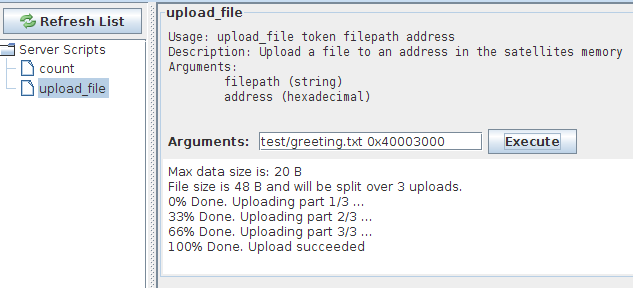 Refresh List
Server Scripts
count
upload_file
upload_file
Usage: upload_file token filepath address
Description: Upload a file to an address in the satellites memory
Arguments:
filepath (string)
address (hexadecimal)
Arguments: test/greeting.txt 0x40003000 Execute
Max data size is: 20 B
File size is 48 B and will be split over 3 uploads.
0% Done. Uploading part 1/3 ...
33% Done. Uploading part 2/3 ...
66% Done. Uploading part 3/3 ...
100% Done. Upload succeeded